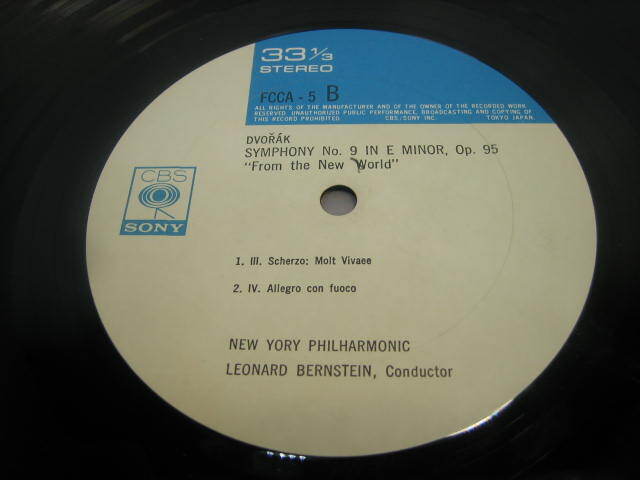 33⅓
STEREO
FCCA - 5 B
ALL RIGHTS OF THE MANUFACTURER AND OF THE OWNER OF THE RECORDED WORK
RESERVED. UNAUTHORIZED PUBLIC PERFORMANCE, BROADCASTING AND COPYING OF
THIS RECORD PROHIBITED. CBS/SONY INC. TOKYO JAPAN.
DVOŘÁK
SYMPHONY No. 9 IN E MINOR, Op. 95
"From the New World"
CBS
SONY
1. III. Scherzo: Molt Vivaee
2. IV. Allegro con fuoco
NEW YORY PHILHARMONIC
LEONARD BERNSTEIN, Conductor